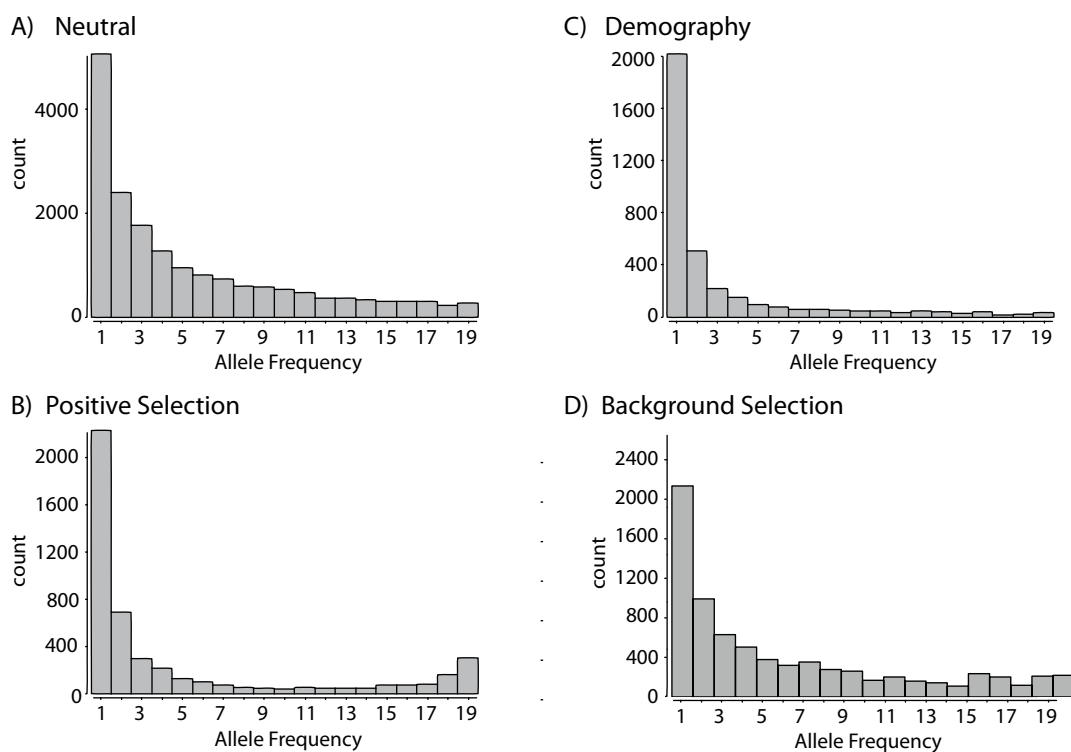 A) Neutral
4000
2000
0
count
1 3 5 7 9 11 13 15 17 19
Allele Frequency
B) Positive Selection
2000
1600
1200
800
400
0
count
1 3 5 7 9 11 13 15 17 19
Allele Frequency
C) Demography
2000
1600
1200
800
400
0
count
1 3 5 7 9 11 13 15 17 19
Allele Frequency
D) Background Selection
2400
2000
1600
1200
800
400
0
count
1 3 5 7 9 11 13 15 17 19
Allele Frequency